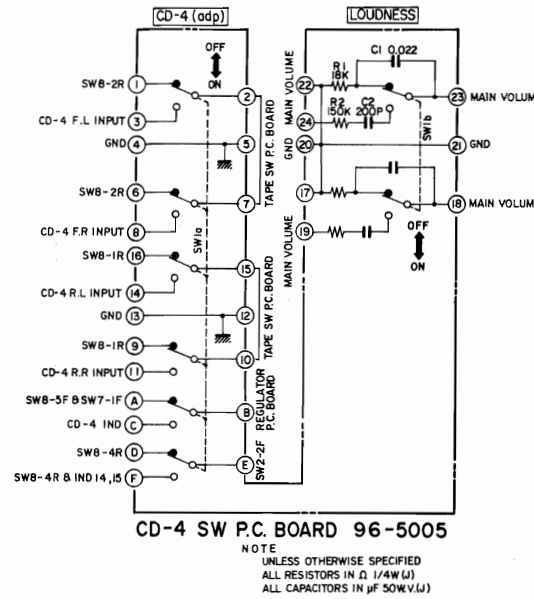 CD-4 (adp)
LOUDNESS
OFF
ON
SW8-2R 1
2
CD-4 F.L INPUT 3
GND 4
5
SW8-2R 6
7
CD-4 F.R INPUT 8
TAPE SW P.C. BOARD
SW1a
SW8-1R 16
15
CD-4 R.L INPUT 14
GND 13
12
SW8-1R 9
10
CD-4 R.R INPUT 11
TAPE SW P.C. BOARD
SW8-5F & SW7-1F A
B
CD-4 IND C
REGULATOR P.C. BOARD
SW8-4R D
E
SW2-2F
SW8-4R & IND 14,15 F
C1 0.022
R1
18K
22
23 MAIN VOLUM
MAIN VOLUME
24
R2 C2
150K 200P
SW1b
GND 20
21 GND
17
18 MAIN VOLUM
19
MAIN VOLUME
OFF
ON
CD-4 SW P.C. BOARD 96-5005
NOTE
UNLESS OTHERWISE SPECIFIED
ALL RESISTORS IN Ω 1/4W (J)
ALL CAPACITORS IN µF 50W.V. (J)